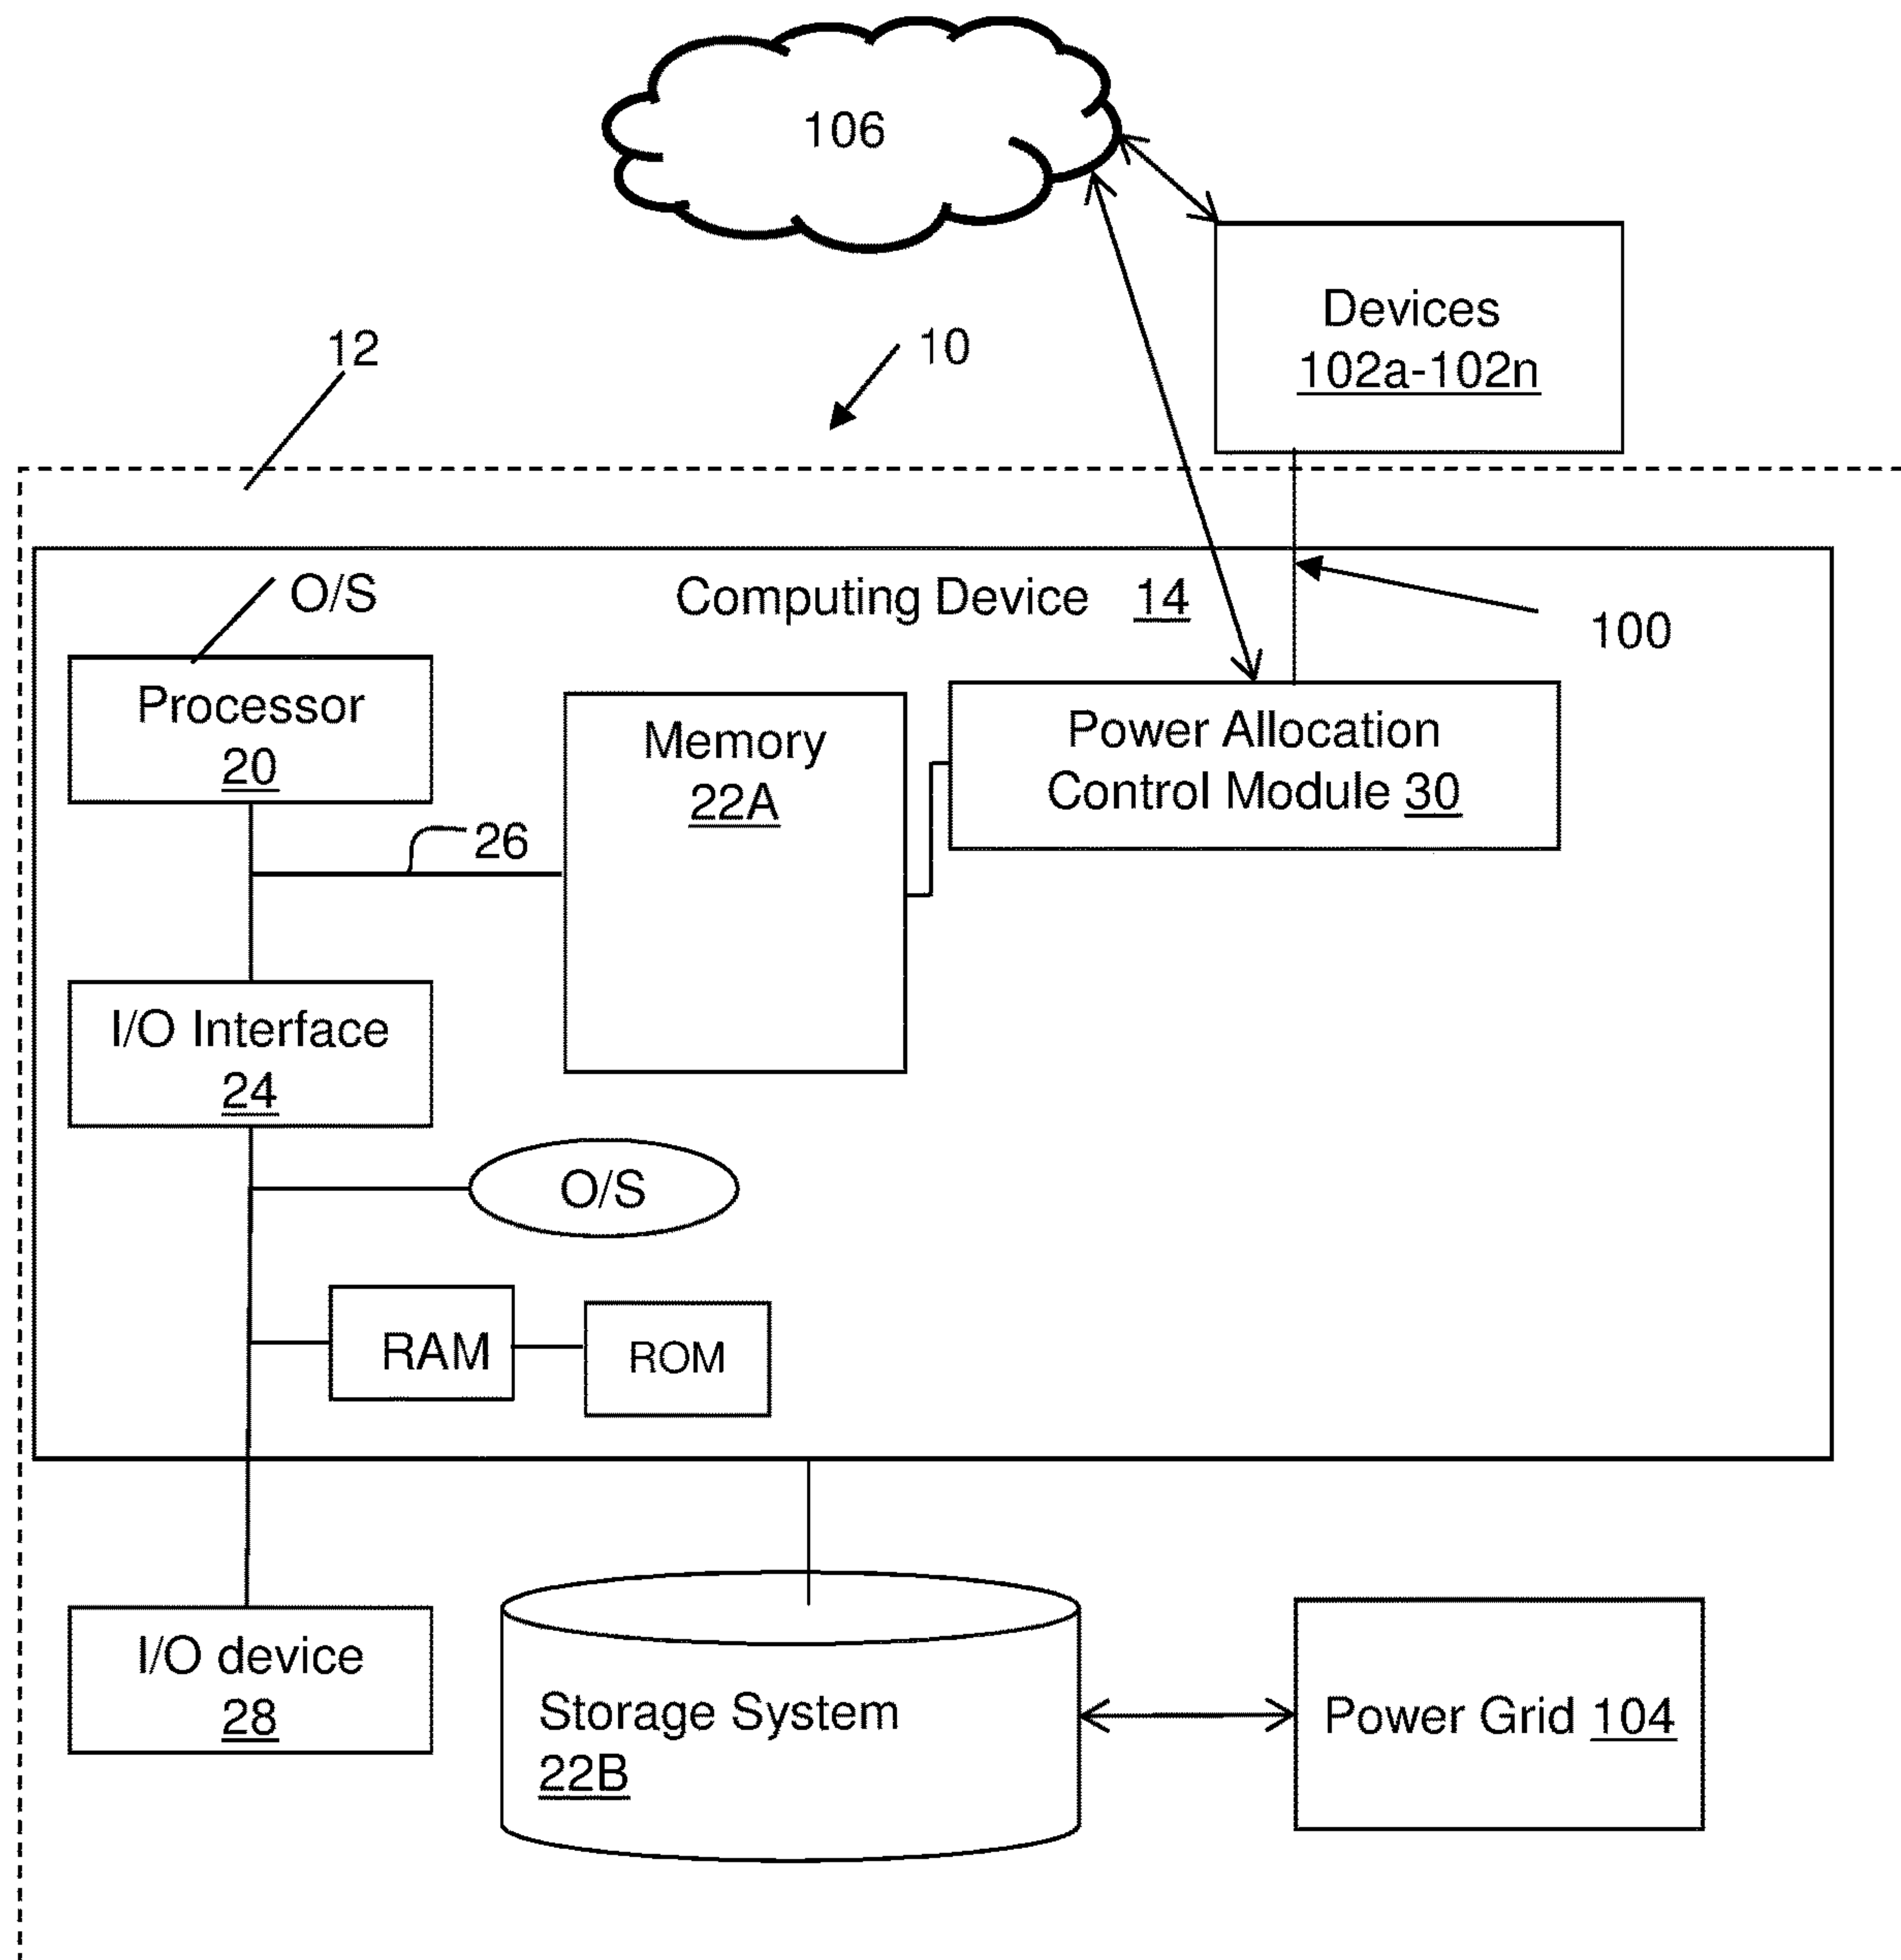 106
Devices
102a-102n
12
10
O/S
Computing Device 14
100
Processor
20
Memory
22A
Power Allocation
Control Module 30
26
I/O Interface
24
O/S
RAM
ROM
I/O device
28
Storage System
22B
Power Grid 104